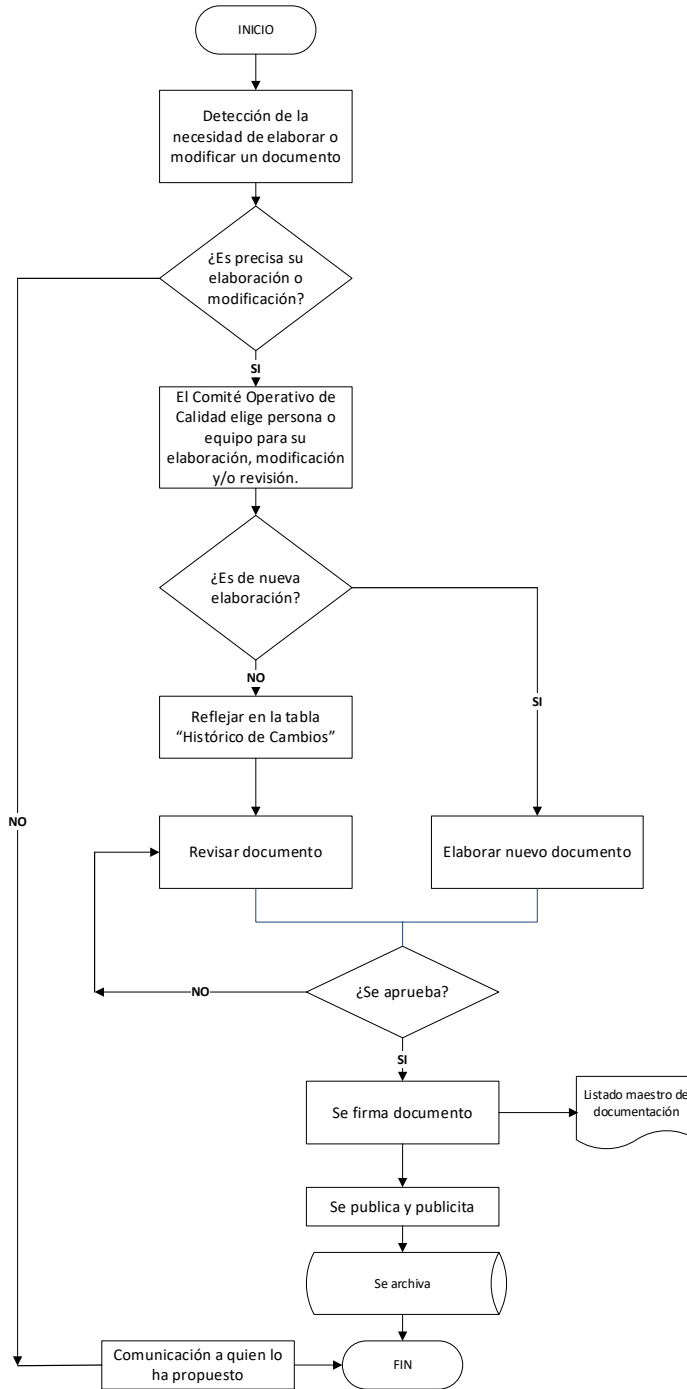 INICIO
Detección de la
necesidad de elaborar o
modificar un documento
¿Es precisa su
elaboración o
modificación?
SI
El Comité Operativo de
Calidad elige persona o
equipo para su
elaboración, modificación
y/o revisión.
¿Es de nueva
elaboración?
NO
SI
Reflejar en la tabla
“Histórico de Cambios”
NO
Revisar documento
Elaborar nuevo documento
¿Se aprueba?
NO
SI
Se firma documento
Listado maestro de
documentación
Se publica y publicita
Se archiva
Comunicación a quien lo
ha propuesto
FIN